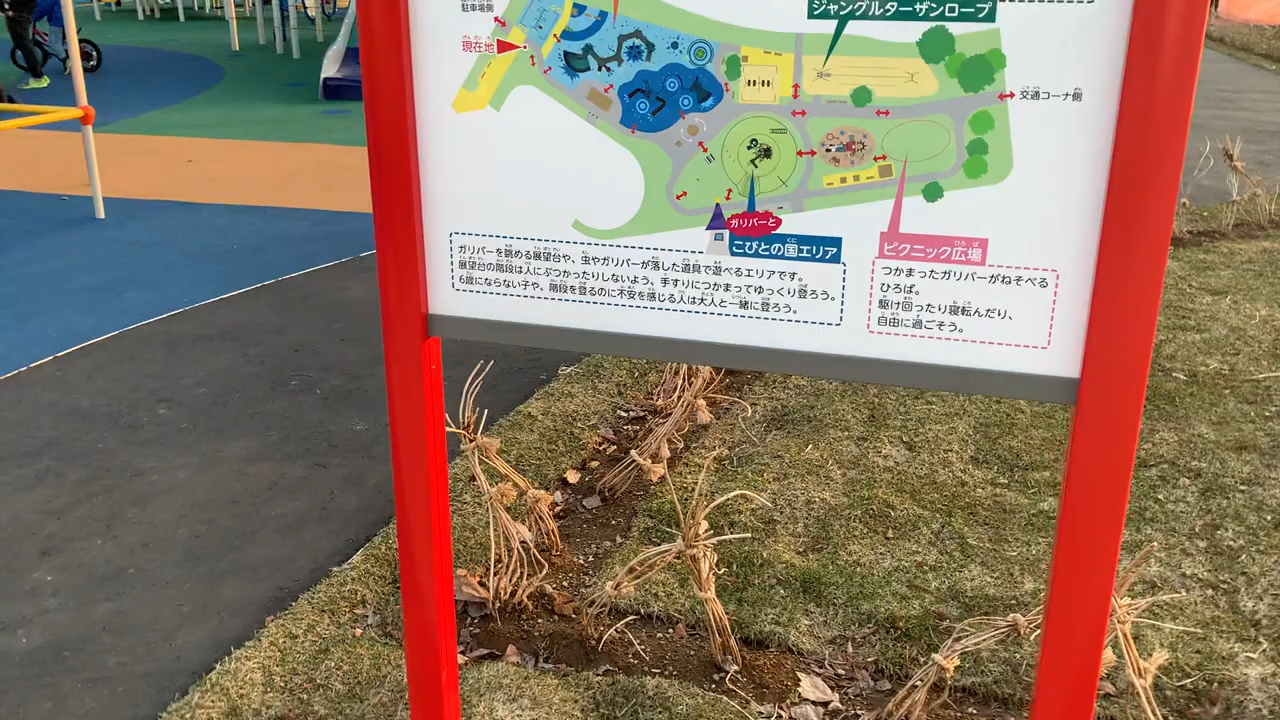 ジャングルターザンロープ
駐車場側
現在地
交通コーナ側
ガリバーと
こびとの国エリア
ガリバーを眺める展望台や、虫やガリバーが落した道具で遊べるエリアです。
展望台の階段は人にぶつかったりしないよう、手すりにつかまってゆっくり登ろう。
6歳にならない子や、階段を登るのに不安を感じる人は大人と一緒に登ろう。
ピクニック広場
つかまったガリバーがねそべる
ひろば。
駆け回ったり寝転んだり、
自由に過ごそう。